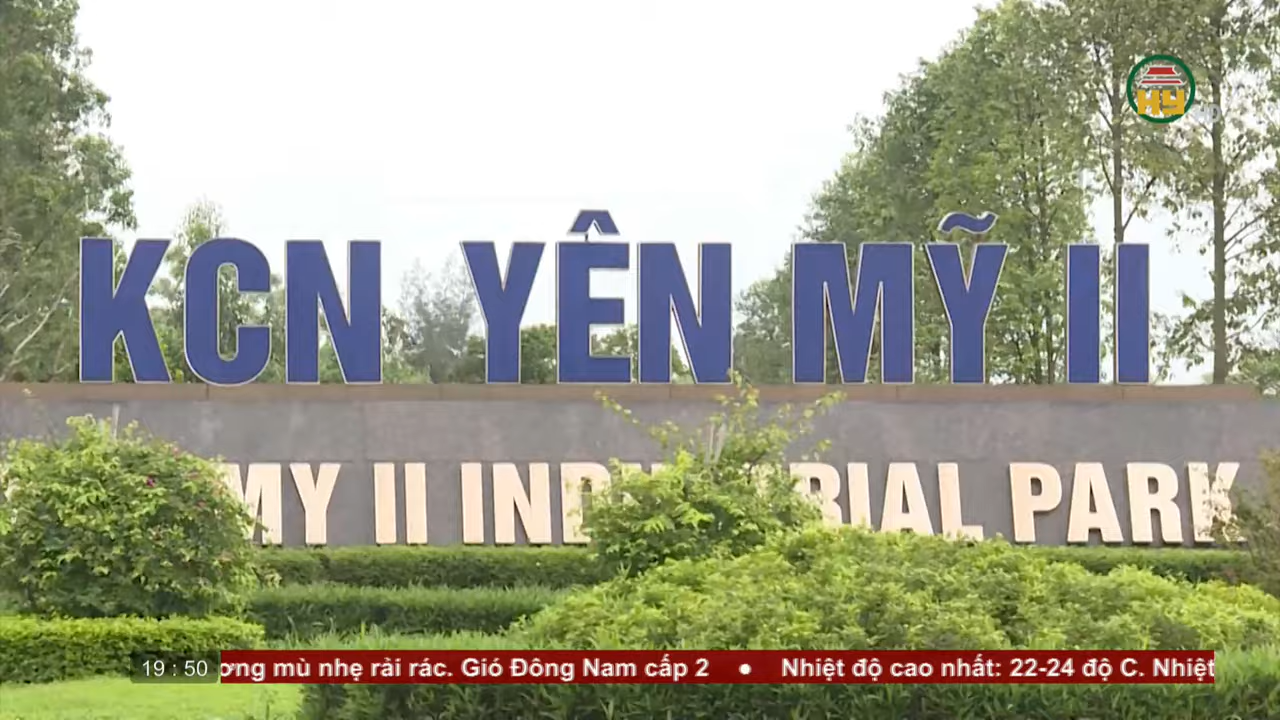 HY
KCN YÊN MỸ II
MY II INDUSTRIAL PARK
19 : 50 ơng mù nhẹ rải rác. Gió Đông Nam cấp 2 • Nhiệt độ cao nhất: 22-24 độ C. Nhiệt